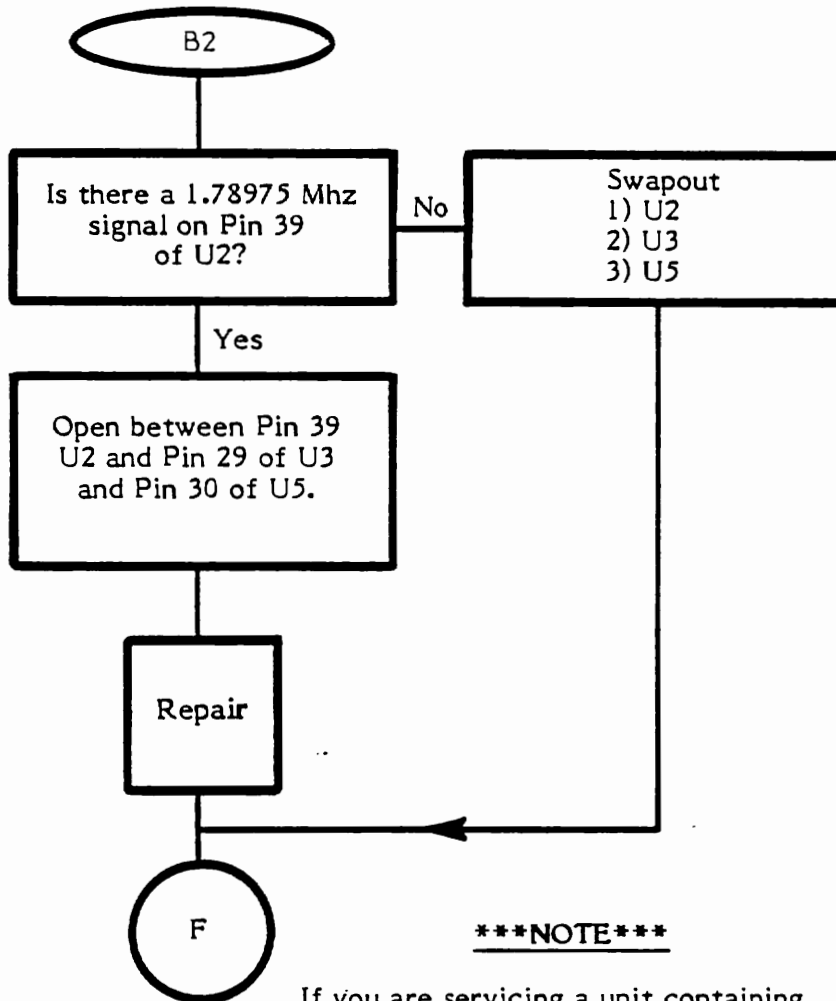 B2
Is there a 1.78975 Mhz
signal on Pin 39
of U2?
No
Swapout
1) U2
2) U3
3) U5
Yes
Open between Pin 39
U2 and Pin 29 of U3
and Pin 30 of U5.
Repair
F
***NOTE***
If you are servicing a unit containing